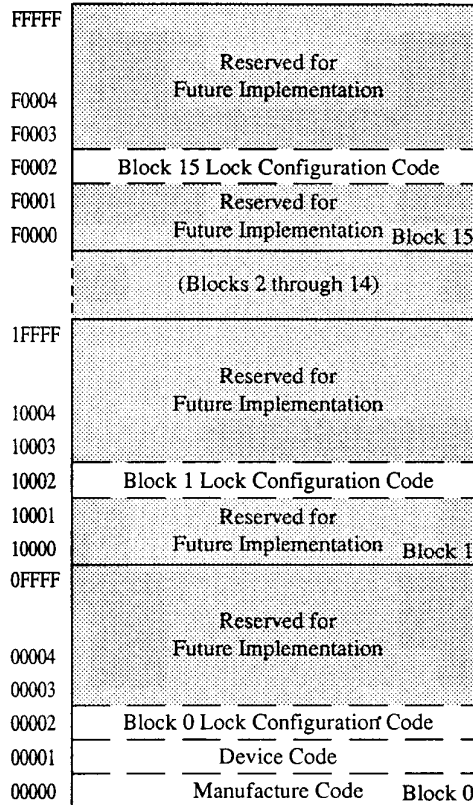 FFFFF
Reserved for
Future Implementation
F0004
F0003
F0002 Block 15 Lock Configuration Code
F0001 Reserved for
F0000 Future Implementation Block 15
(Blocks 2 through 14)
1FFFF
Reserved for
Future Implementation
10004
10003
10002 Block 1 Lock Configuration Code
10001 Reserved for
10000 Future Implementation Block 1
0FFFF
Reserved for
Future Implementation
00004
00003
00002 Block 0 Lock Configuration Code
00001 Device Code
00000 Manufacture Code Block 0